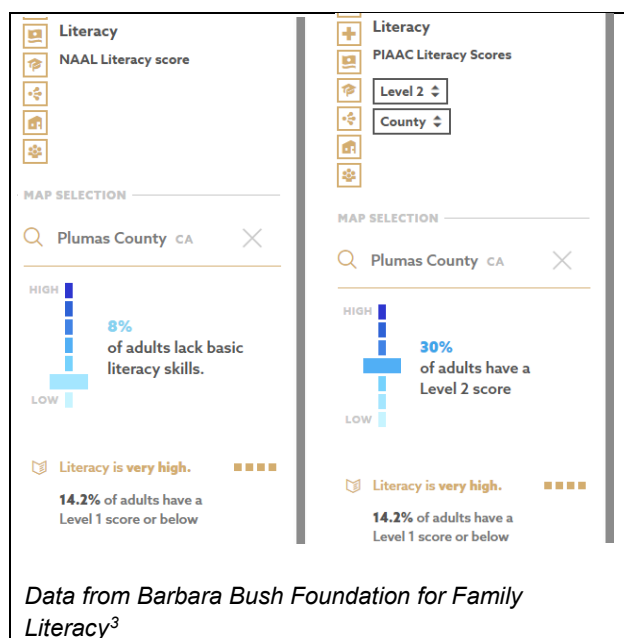 Literacy
NAAL Literacy score
MAP SELECTION
Plumas County CA
HIGH
8%
of adults lack basic
literacy skills.
LOW
Literacy is very high.
14.2% of adults have a
Level 1 score or below
Literacy
PIAAC Literacy Scores
Level 2
County
MAP SELECTION
Plumas County CA
HIGH
30%
of adults have a
Level 2 score
LOW
Literacy is very high.
14.2% of adults have a
Level 1 score or below
Data from Barbara Bush Foundation for Family
Literacy³